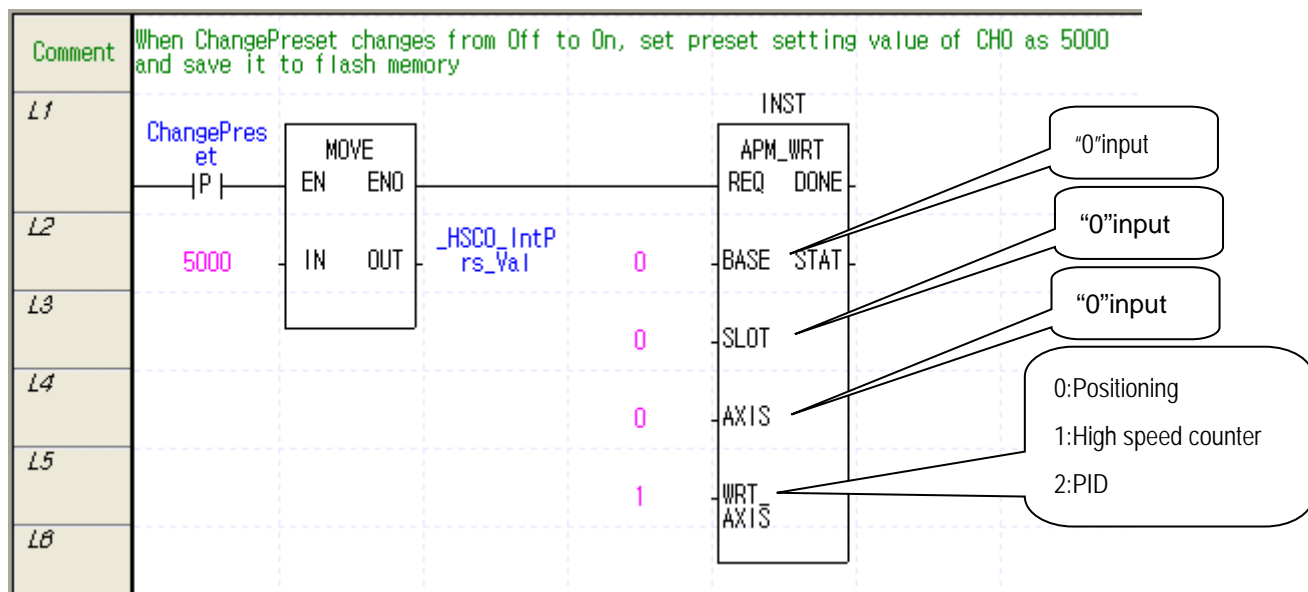 Comment
When ChangePreset changes from Off to On, set preset setting value of CH0 as 5000
and save it to flash memory
L1
ChangePres
et
P
MOVE
EN ENO
INST
APM_WRT
REQ DONE
"0"input
L2
5000
IN OUT
_HSC0_IntP
rs_Val
0
BASE STAT
"0"input
L3
0
SLOT
"0"input
L4
0
AXIS
0:Positioning
1:High speed counter
2:PID
L5
1
WRT_
AXIS
L6